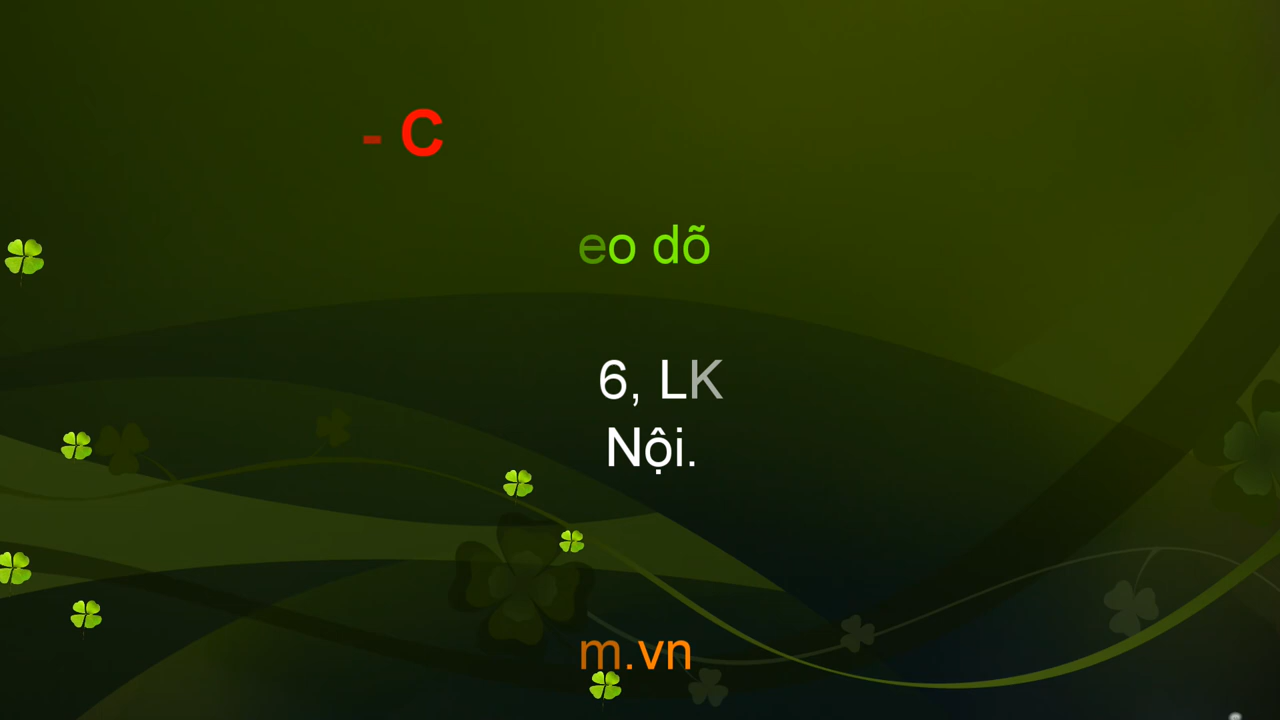 - C
eo dõ
6, LK
Nội.
m.vn